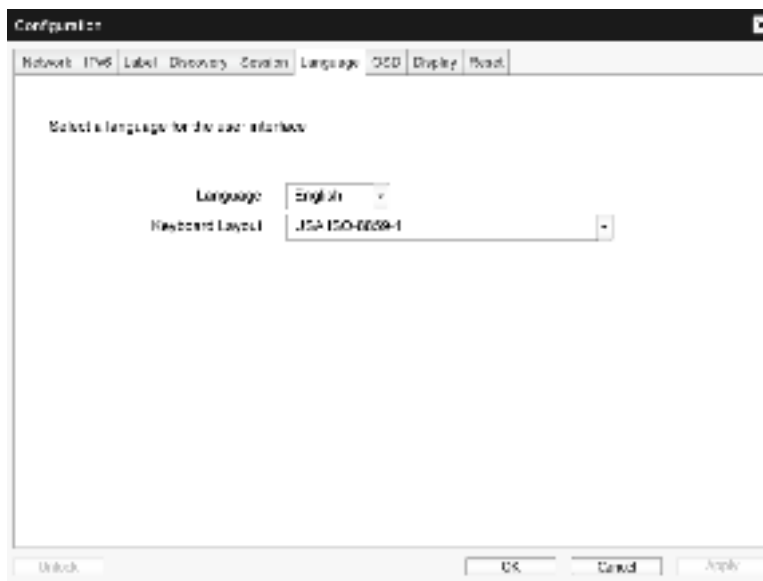 Configuration
Network IPv6 Label Discovery Session Language OSD Display Reset
Select a language for the user interface
Language English
Keyboard Layout USA ISO-8859-1
Unlock OK Cancel Apply